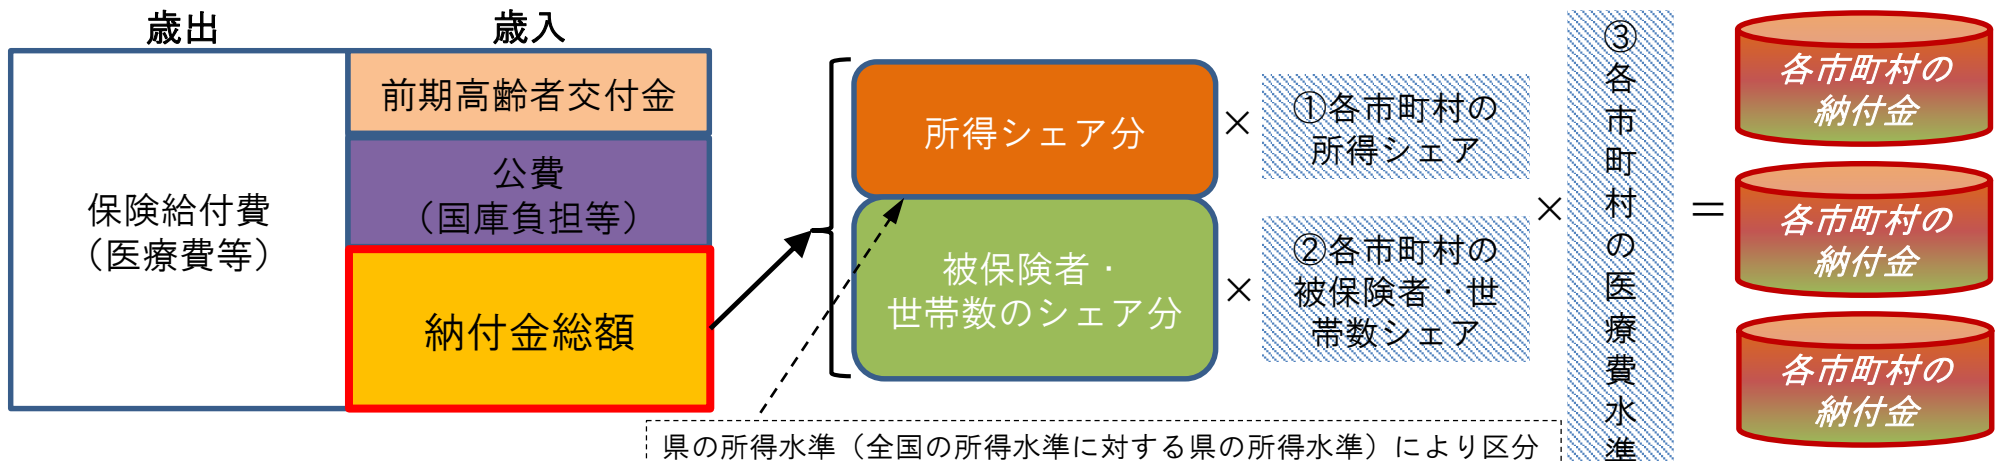 歳出
歳入
保険給付費
（医療費等）
前期高齢者交付金
公費
（国庫負担等）
納付金総額
所得シェア分
被保険者・
世帯数のシェア分
×
①各市町村の
所得シェア
×
②各市町村の
被保険者・世
帯数シェア
×
③各市町村の医療費水準
＝
各市町村の
納付金
各市町村の
納付金
各市町村の
納付金
県の所得水準（全国の所得水準に対する県の所得水準）により区分